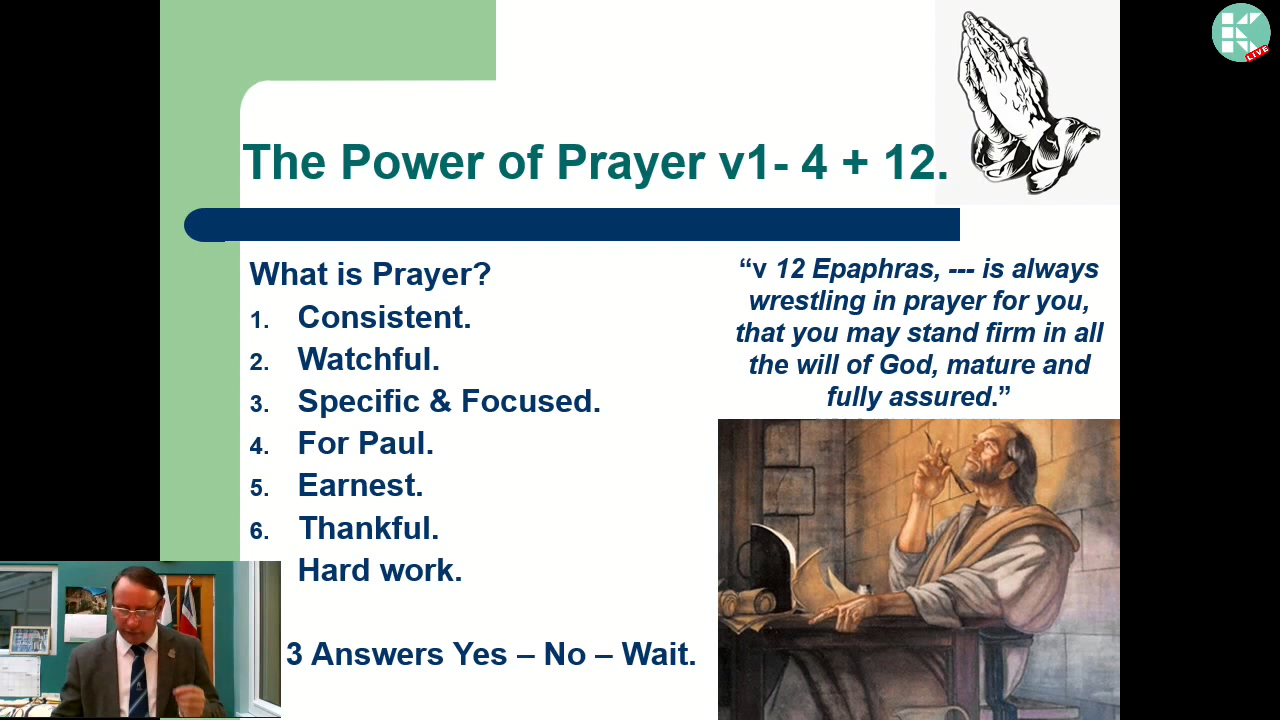 The Power of Prayer v1- 4 + 12.
What is Prayer?
1. Consistent.
2. Watchful.
3. Specific & Focused.
4. For Paul.
5. Earnest.
6. Thankful.
Hard work.
3 Answers Yes – No – Wait.
“v 12 Epaphras, --- is always
wrestling in prayer for you,
that you may stand firm in all
the will of God, mature and
fully assured.”
K
LIVE